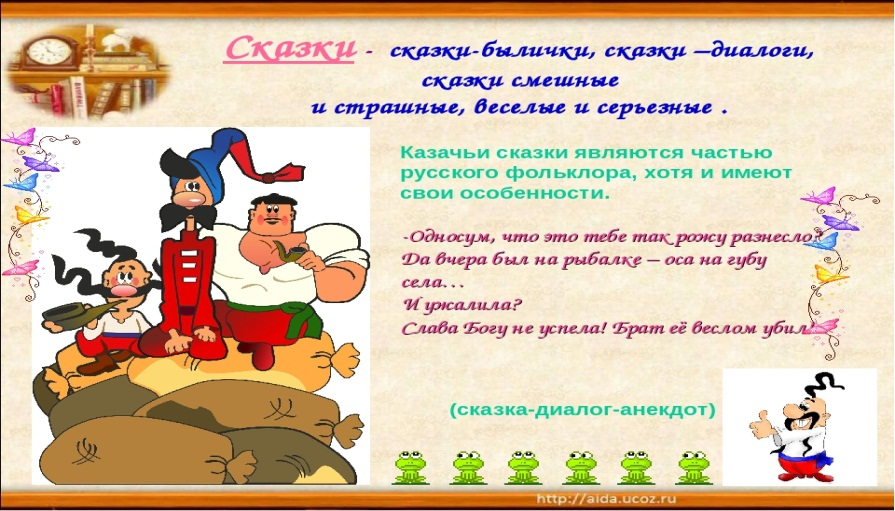 Сказки - сказки-былички, сказки –диалоги,
сказки смешные
и страшные, веселые и серьезные .
Казачьи сказки являются частью
русского фольклора, хотя и имеют
свои особенности.
-Односум, что это тебе так рожу разнесло?
Да вчера был на рыбалке – оса на губу
села…
И ужалила?
Слава Богу не успела! Брат её веслом убил.
(сказка-диалог-анекдот)
http://aida.ucoz.ru